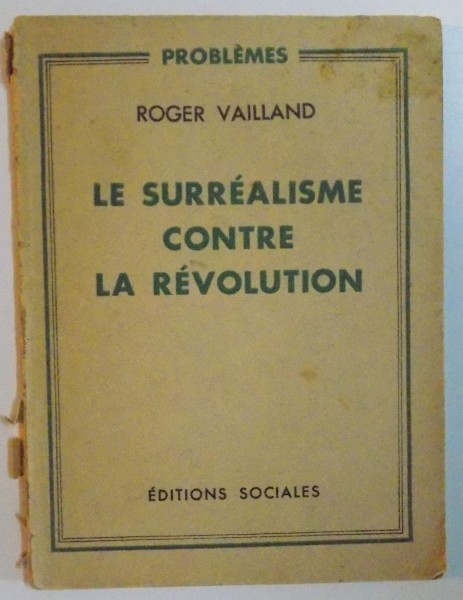 PROBLÈMES
ROGER VAILLAND
LE SURRÉALISME
CONTRE
LA RÉVOLUTION
ÉDITIONS SOCIALES